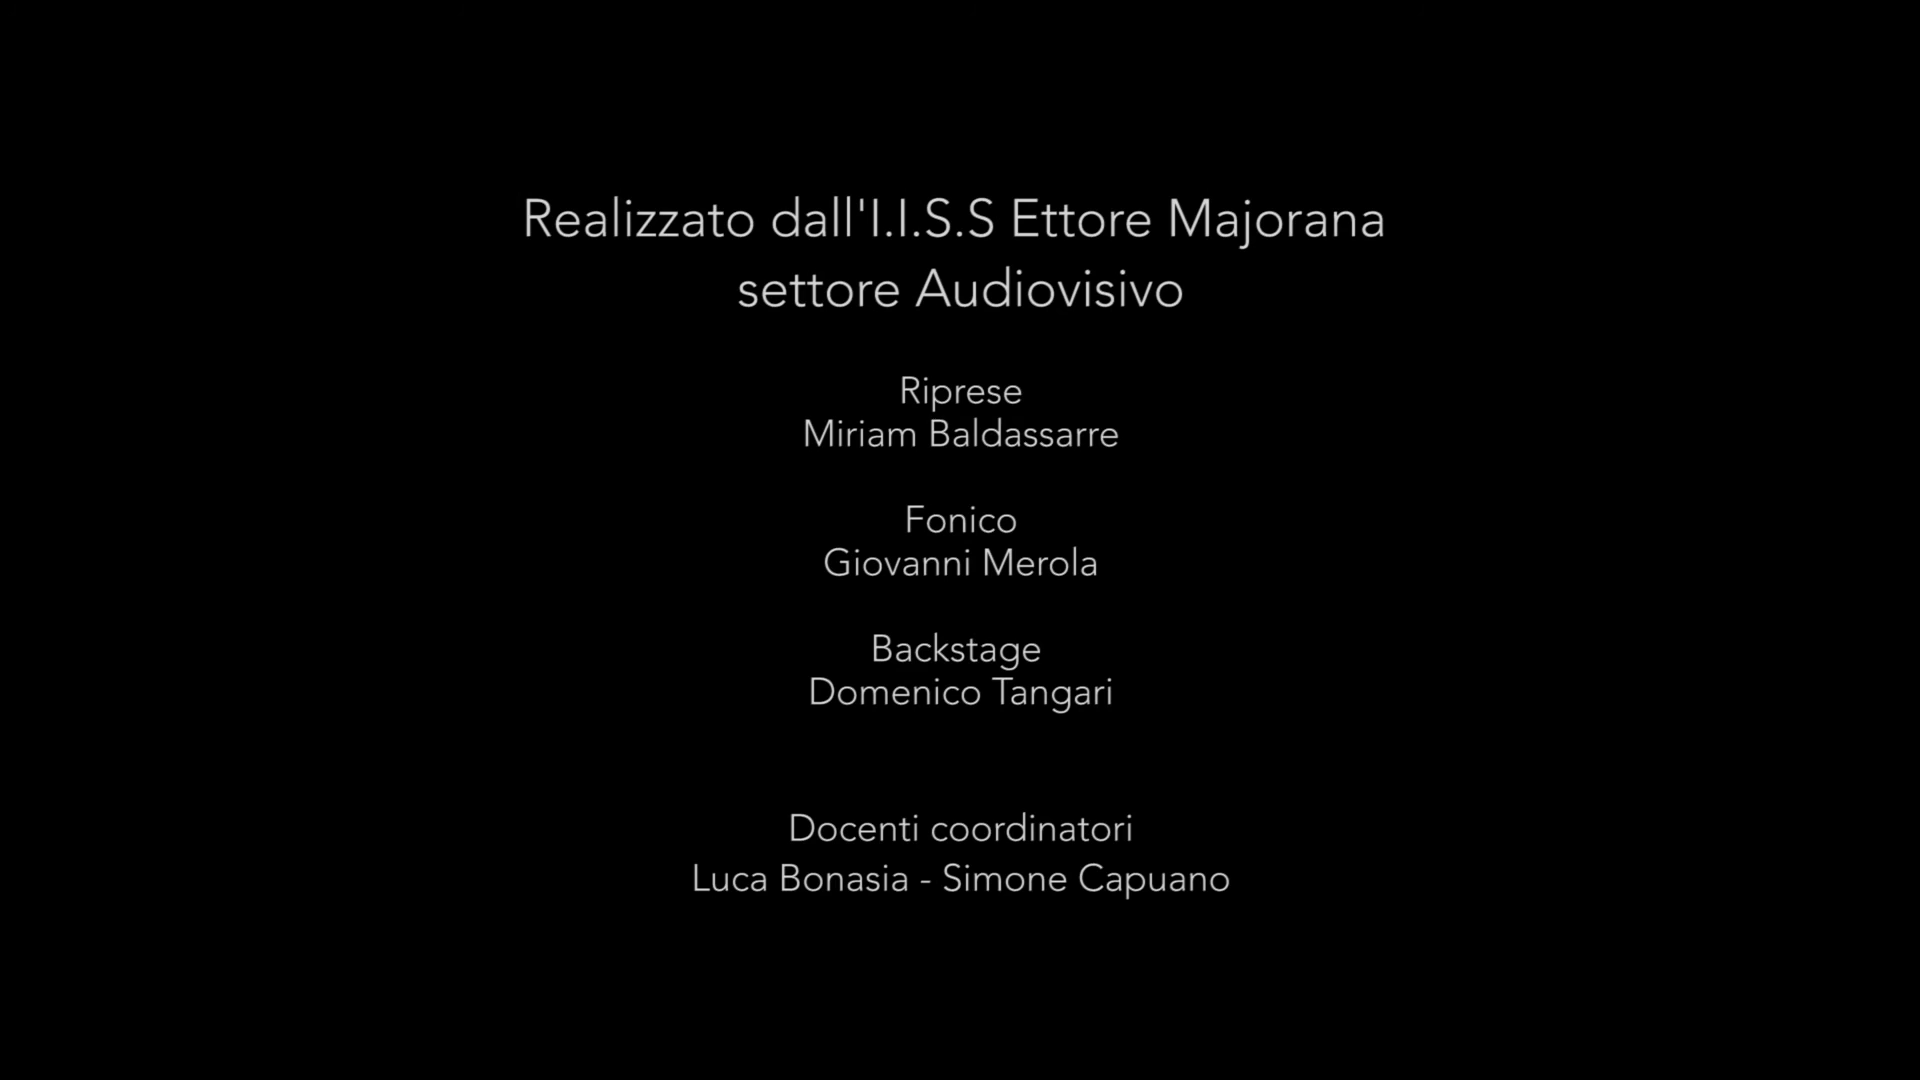 Realizzato dall'I.I.S.S Ettore Majorana
settore Audiovisivo
Riprese
Miriam Baldassarre
Fonico
Giovanni Merola
Backstage
Domenico Tangari
Docenti coordinatori
Luca Bonasia - Simone Capuano